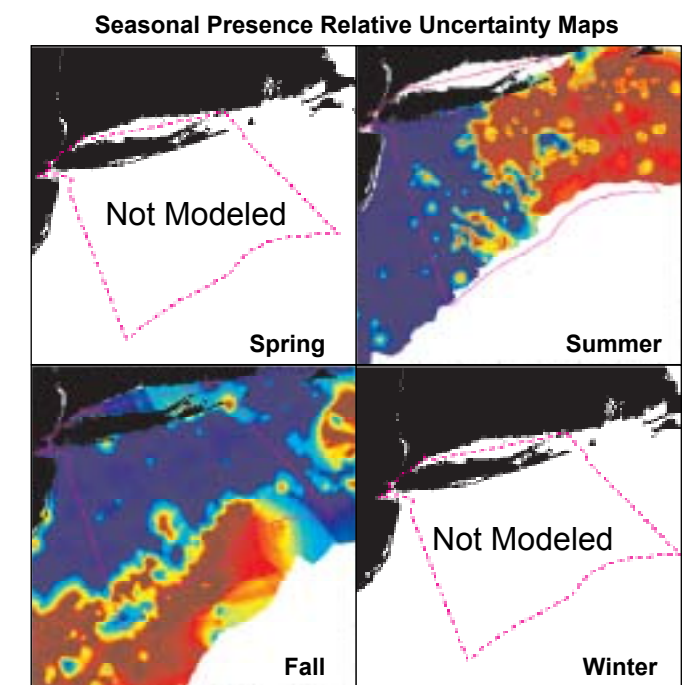 Seasonal Presence Relative Uncertainty Maps
Not Modeled
Spring
Summer
Fall
Not Modeled
Winter